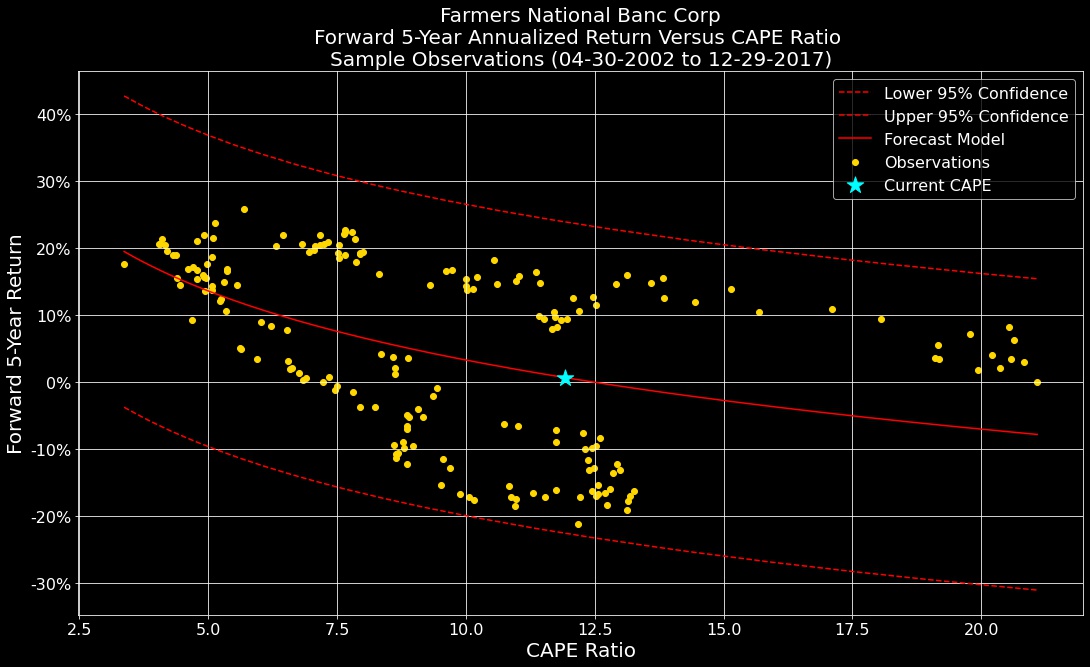 Farmers National Banc Corp
Forward 5-Year Annualized Return Versus CAPE Ratio
Sample Observations (04-30-2002 to 12-29-2017)
Lower 95% Confidence
Upper 95% Confidence
Forecast Model
Observations
Current CAPE
Forward 5-Year Return
40%
30%
20%
10%
0%
-10%
-20%
-30%
2.5 5.0 7.5 10.0 12.5 15.0 17.5 20.0
CAPE Ratio